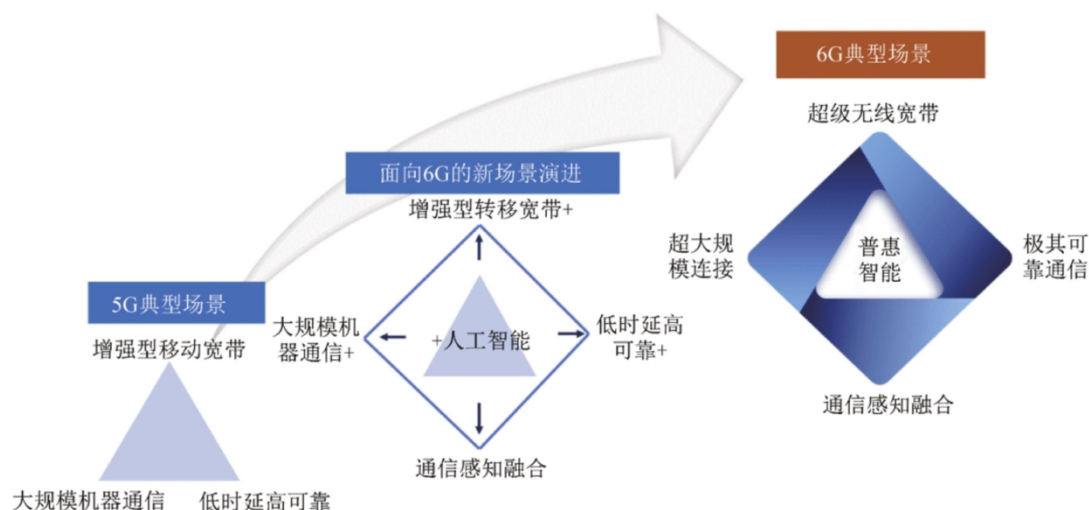 6G典型场景
超级无线宽带
面向6G的新场景演进
增强型转移宽带+
超大规
模连接
普惠
智能
极其可
靠通信
5G典型场景
增强型移动宽带
大规模机
器通信+
+人工智能
低时延高
可靠+
通信感知融合
通信感知融合
大规模机器通信
低时延高可靠